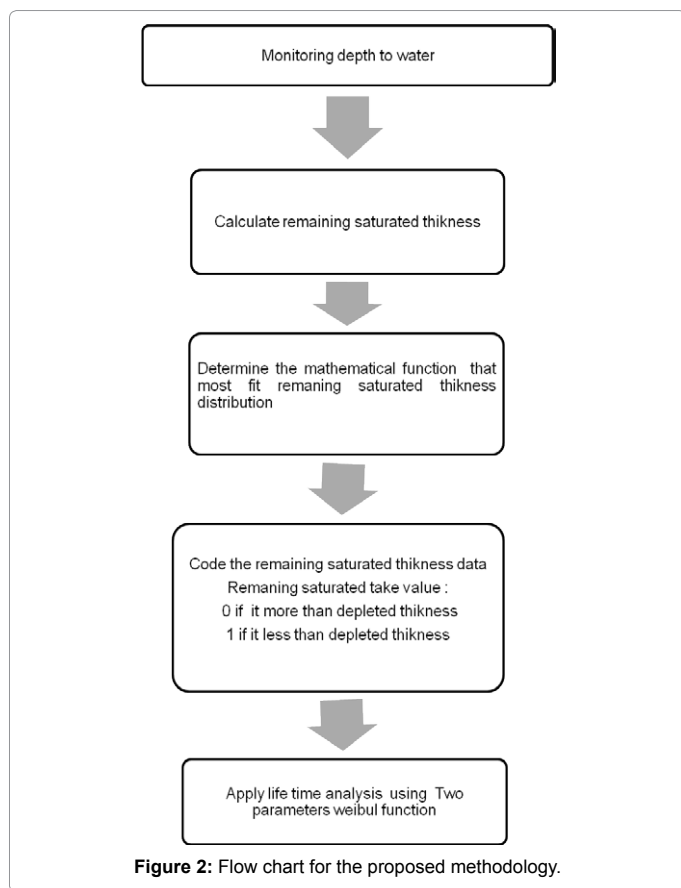 Monitoring depth to water
Calculate remaining saturated thikness
Determine the mathematical function that
most fit remaning saturated thikness
distribution
Code the remaining saturated thikness data
Remaning saturated take value :
0 if it more than depleted thikness
1 if it less than depleted thikness
Apply life time analysis using Two
parameters weibul function
Figure 2: Flow chart for the proposed methodology.